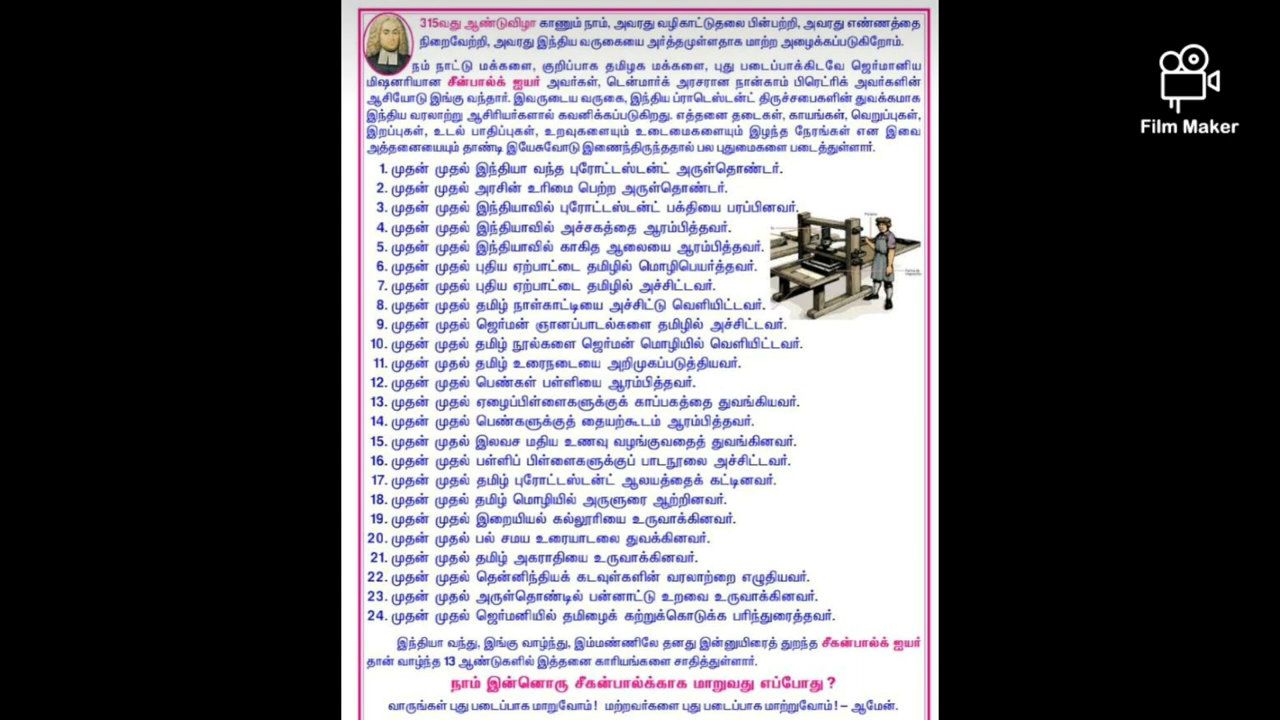 315வது ஆண்டுவிழா காணும் நாம், அவரது வழிகாட்டுதலை பின்பற்றி, அவரது எண்ணத்தை
நிறைவேற்றி, அவரது இந்திய வருகையை அர்த்தமுள்ளதாக மாற்ற அழைக்கப்படுகிறோம்.
நம் நாட்டு மக்களை, குறிப்பாக தமிழக மக்களை, புது படைப்பாக்கிடவே ஜெர்மானிய
மிஷனரியான சீன்பால்க் ஐயர் அவர்கள், டென்மார்க் அரசரான நான்காம் பிரெட்ரிக் அவர்களின்
ஆசியோடு இங்கு வந்தார். இவருடைய வருகை, இந்திய ப்ராடெஸ்டன்ட் திருச்சபைகளின் துவக்கமாக
இந்திய வரலாற்று ஆசிரியர்களால் கவனிக்கப்படுகிறது. எத்தனை தடைகள், காயங்கள், வெறுப்புகள்,
இறப்புகள், உடல் பாதிப்புகள், உறவுகளையும் உடைமைகளையும் இழந்த நேரங்கள் என இவை
அத்தனையையும் தாண்டி இயேசுவோடு இணைந்திருந்ததால் பல புதுமைகளை படைத்துள்ளார்.
1. முதன் முதல் இந்தியா வந்த புரோட்டஸ்டன்ட் அருள்தொண்டர்.
2. முதன் முதல் அரசின் உரிமை பெற்ற அருள்தொண்டர்.
3. முதன் முதல் இந்தியாவில் புரோட்டஸ்டன்ட் பக்தியை பரப்பினவர்.
4. முதன் முதல் இந்தியாவில் அச்சகத்தை ஆரம்பித்தவர்.
5. முதன் முதல் இந்தியாவில் காகித ஆலையை ஆரம்பித்தவர்.
6. முதன் முதல் புதிய ஏற்பாட்டை தமிழில் மொழிபெயர்த்தவர்.
7. முதன் முதல் புதிய ஏற்பாட்டை தமிழில் அச்சிட்டவர்.
8. முதன் முதல் தமிழ் நாள்காட்டியை அச்சிட்டு வெளியிட்டவர்.
9. முதன் முதல் ஜெர்மன் ஞானப்பாடல்களை தமிழில் அச்சிட்டவர்.
10. முதன் முதல் தமிழ் நூல்களை ஜெர்மன் மொழியில் வெளியிட்டவர்.
11. முதன் முதல் தமிழ் உரைநடையை அறிமுகப்படுத்தியவர்.
12. முதன் முதல் பெண்கள் பள்ளியை ஆரம்பித்தவர்.
13. முதன் முதல் ஏழைப்பிள்ளைகளுக்குக் காப்பகத்தை துவங்கியவர்.
14. முதன் முதல் பெண்களுக்குத் தையற்கூடம் ஆரம்பித்தவர்.
15. முதன் முதல் இலவச மதிய உணவு வழங்குவதைத் துவங்கினவர்.
16. முதன் முதல் பள்ளிப் பிள்ளைகளுக்குப் பாடநூலை அச்சிட்டவர்.
17. முதன் முதல் தமிழ் புரோட்டஸ்டன்ட் ஆலயத்தைக் கட்டினவர்.
18. முதன் முதல் தமிழ் மொழியில் அருளுரை ஆற்றினவர்.
19. முதன் முதல் இறையியல் கல்லூரியை உருவாக்கினவர்.
20. முதன் முதல் பல் சமய உரையாடலை துவக்கினவர்.
21. முதன் முதல் தமிழ் அகராதியை உருவாக்கினவர்.
22. முதன் முதல் தென்னிந்தியக் கடவுள்களின் வரலாற்றை எழுதியவர்.
23. முதன் முதல் அருள்தொண்டில் பன்னாட்டு உறவை உருவாக்கினவர்.
24. முதன் முதல் ஜெர்மனியில் தமிழைக் கற்றுக்கொடுக்க பரிந்துரைத்தவர்.
இந்தியா வந்து, இங்கு வாழ்ந்து, இம்மண்ணிலே தனது இன்னுயிரைத் துறந்த சீகன்பால்க் ஐயர்
தான் வாழ்ந்த 13 ஆண்டுகளில் இத்தனை காரியங்களை சாதித்துள்ளார்.
நாம் இன்னொரு சீகன்பால்க்காக மாறுவது எப்போது ?
வாருங்கள் புது படைப்பாக மாறுவோம் ! மற்றவர்களை புது படைப்பாக மாற்றுவோம் ! – ஆமேன்.
Film Maker